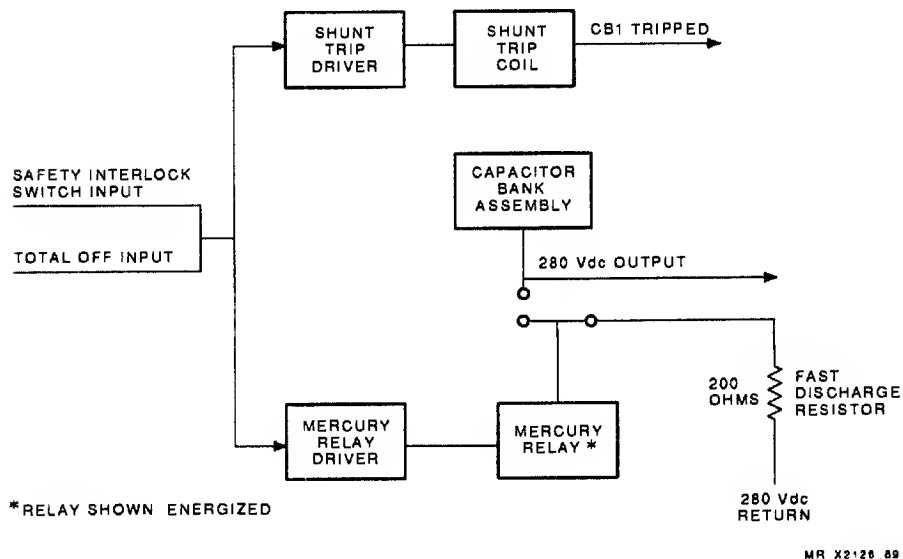 SHUNT
TRIP
DRIVER
SHUNT
TRIP
COIL
CB1 TRIPPED
SAFETY INTERLOCK
SWITCH INPUT
TOTAL OFF INPUT
CAPACITOR
BANK
ASSEMBLY
280 Vdc OUTPUT
MERCURY
RELAY
DRIVER
MERCURY
RELAY *
200
OHMS
FAST
DISCHARGE
RESISTOR
280 Vdc
RETURN
*RELAY SHOWN ENERGIZED
MR X2126 89